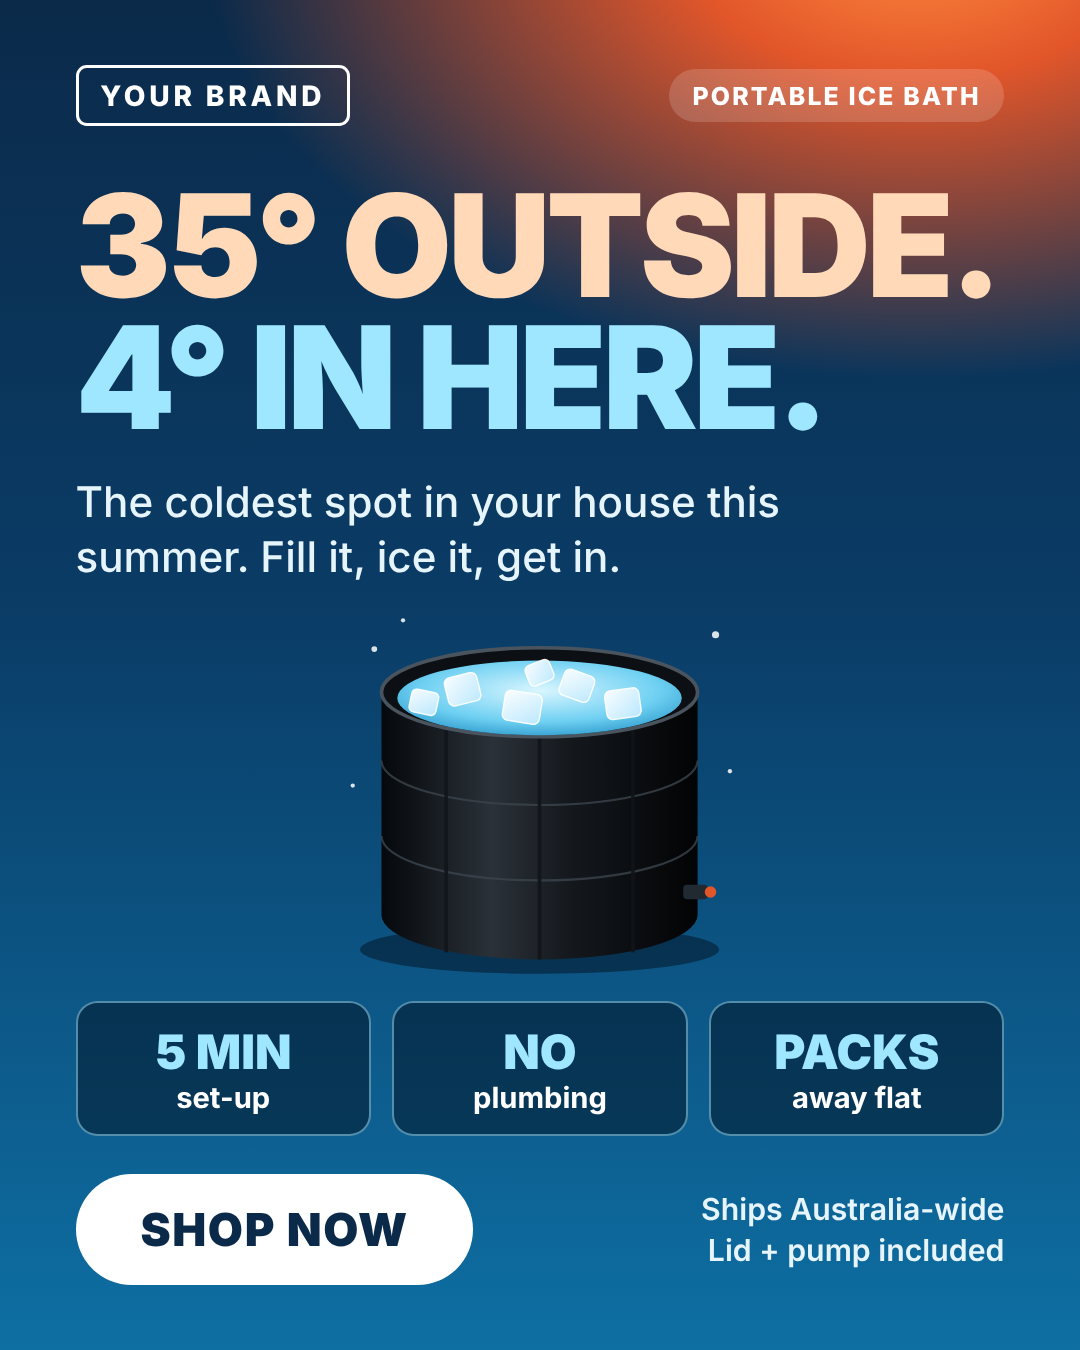 YOUR BRAND
PORTABLE ICE BATH
35° OUTSIDE.
4° IN HERE.
The coldest spot in your house this
summer. Fill it, ice it, get in.
5 MIN
set-up
NO
plumbing
PACKS
away flat
SHOP NOW
Ships Australia-wide
Lid + pump included